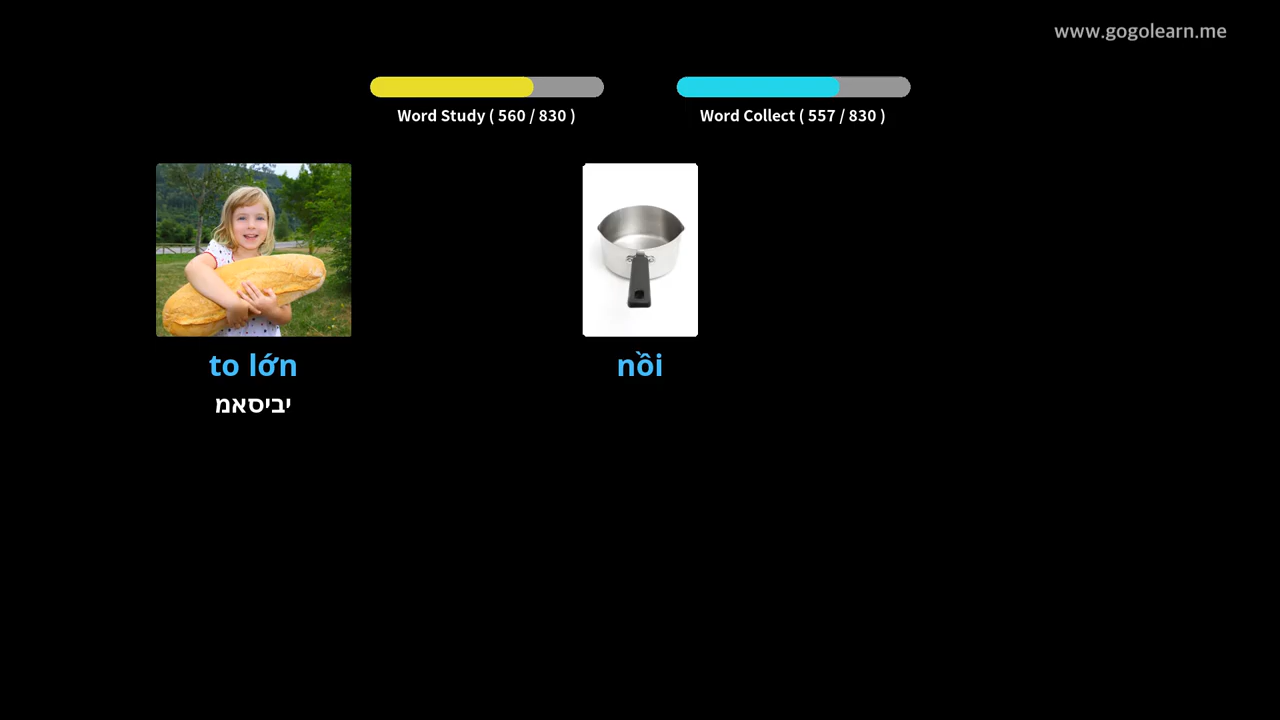 www.gogolearn.me
Word Study ( 560 / 830 )
Word Collect ( 557 / 830 )
to lớn
יביסאמ
nồi